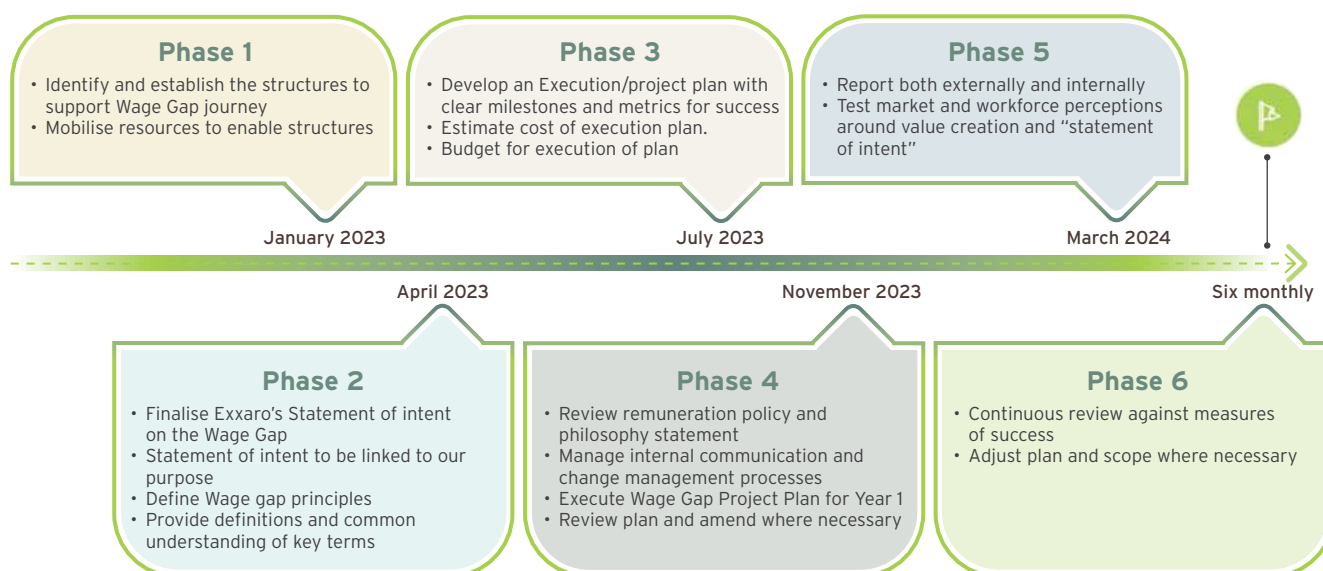 Phase 1
• Identify and establish the structures to
support Wage Gap journey
• Mobilise resources to enable structures
Phase 3
• Develop an Execution/project plan with
clear milestones and metrics for success
• Estimate cost of execution plan.
• Budget for execution of plan
Phase 5
• Report both externally and internally
• Test market and workforce perceptions
around value creation and “statement
of intent”
January 2023
July 2023
March 2024
April 2023
November 2023
Six monthly
Phase 2
• Finalise Exxaro’s Statement of intent
on the Wage Gap
• Statement of intent to be linked to our
purpose
• Define Wage gap principles
• Provide definitions and common
understanding of key terms
Phase 4
• Review remuneration policy and
philosophy statement
• Manage internal communication and
change management processes
• Execute Wage Gap Project Plan for Year 1
• Review plan and amend where necessary
Phase 6
• Continuous review against measures
of success
• Adjust plan and scope where necessary